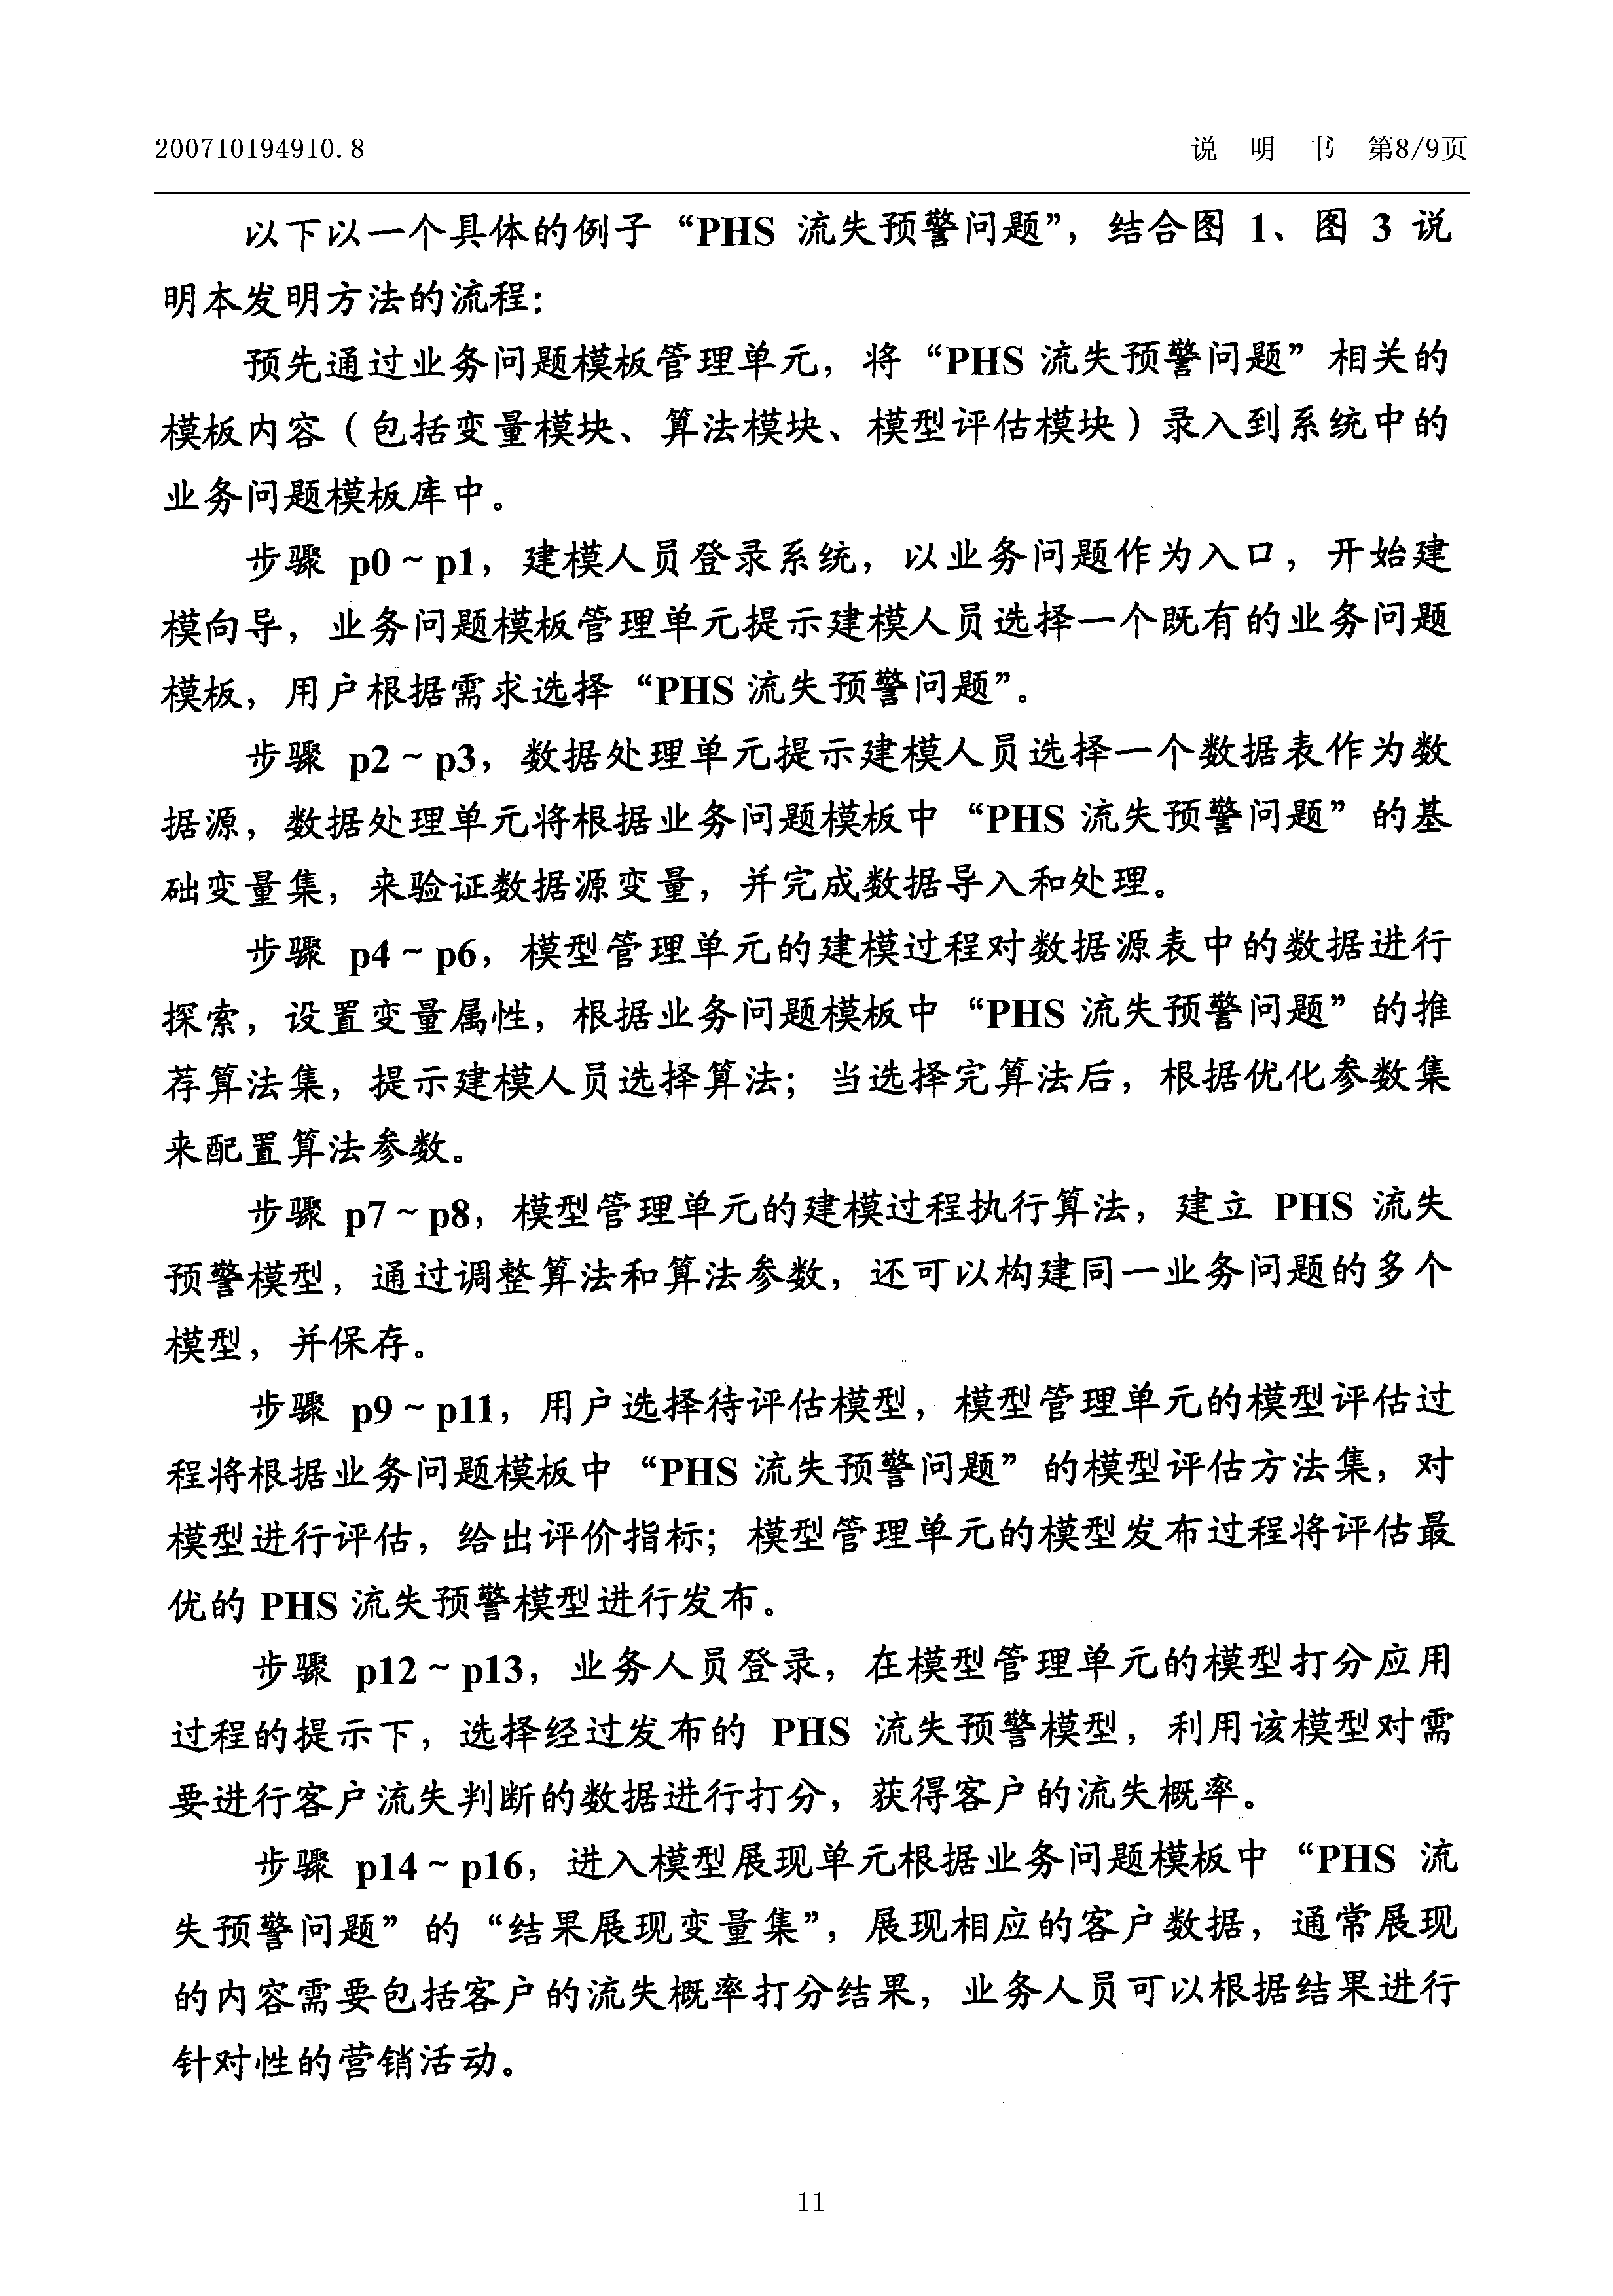 200710194910.8
说 明 书 第8/9页
以下以一个具体的例子“PHS 流失预警问题”，结合图 1、图 3 说
明本发明方法的流程：
预先通过业务问题模板管理单元，将“PHS 流失预警问题”相关的
模板内容（包括变量模块、算法模块、模型评估模块）录入到系统中的
业务问题模板库中。
步骤 p0～p1，建模人员登录系统，以业务问题作为入口，开始建
模向导，业务问题模板管理单元提示建模人员选择一个既有的业务问题
模板，用户根据需求选择“PHS 流失预警问题”。
步骤 p2～p3，数据处理单元提示建模人员选择一个数据表作为数
据源，数据处理单元将根据业务问题模板中“PHS 流失预警问题”的基
础变量集，来验证数据源变量，并完成数据导入和处理。
步骤 p4～p6，模型管理单元的建模过程对数据源表中的数据进行
探索，设置变量属性，根据业务问题模板中“PHS 流失预警问题”的推
荐算法集，提示建模人员选择算法；当选择完算法后，根据优化参数集
来配置算法参数。
步骤 p7～p8，模型管理单元的建模过程执行算法，建立 PHS 流失
预警模型，通过调整算法和算法参数，还可以构建同一业务问题的多个
模型，并保存。
步骤 p9～p11，用户选择待评估模型，模型管理单元的模型评估过
程将根据业务问题模板中“PHS 流失预警问题”的模型评估方法集，对
模型进行评估，给出评价指标；模型管理单元的模型发布过程将评估最
优的 PHS 流失预警模型进行发布。
步骤 p12～p13，业务人员登录，在模型管理单元的模型打分应用
过程的提示下，选择经过发布的 PHS 流失预警模型，利用该模型对需
要进行客户流失判断的数据进行打分，获得客户的流失概率。
步骤 p14～p16，进入模型展现单元根据业务问题模板中“PHS 流
失预警问题”的“结果展现变量集”，展现相应的客户数据，通常展现
的内容需要包括客户的流失概率打分结果，业务人员可以根据结果进行
针对性的营销活动。
11